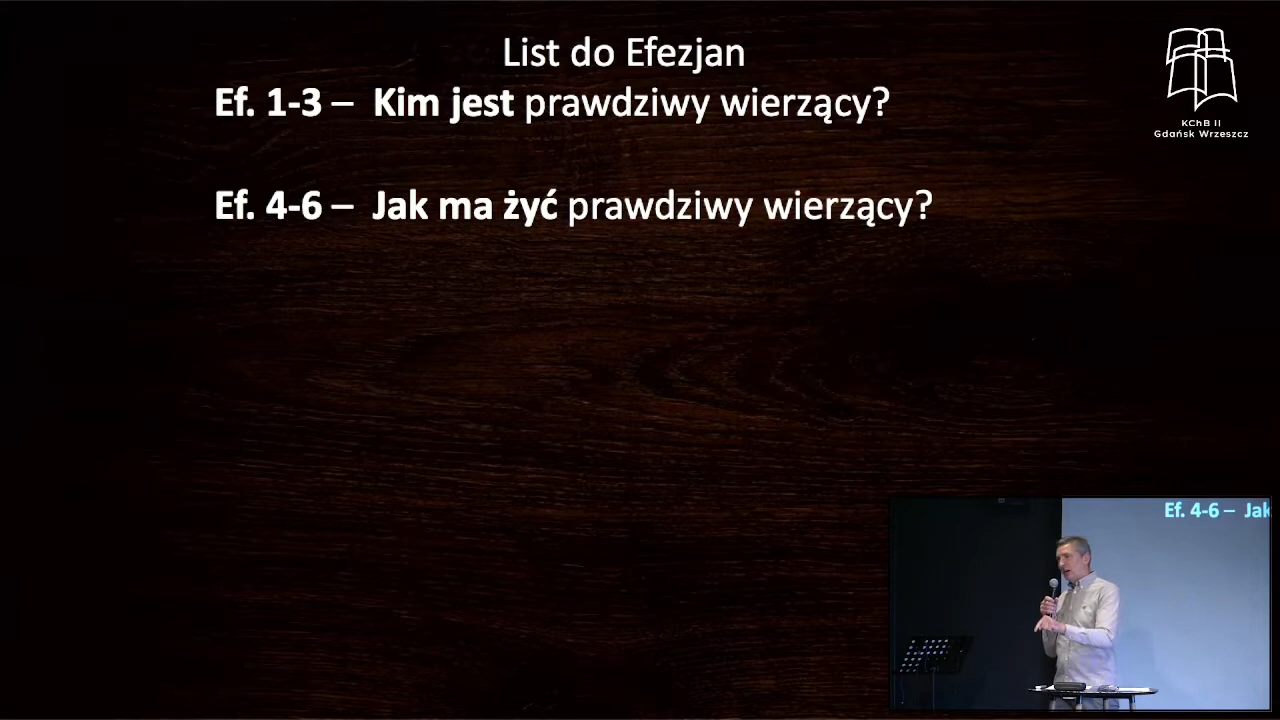 List do Efezjan
Ef. 1-3 – Kim jest prawdziwy wierzący?
Ef. 4-6 – Jak ma żyć prawdziwy wierzący?
KChB II
Gdańsk Wrzeszcz
Ef. 4-6 – Jak